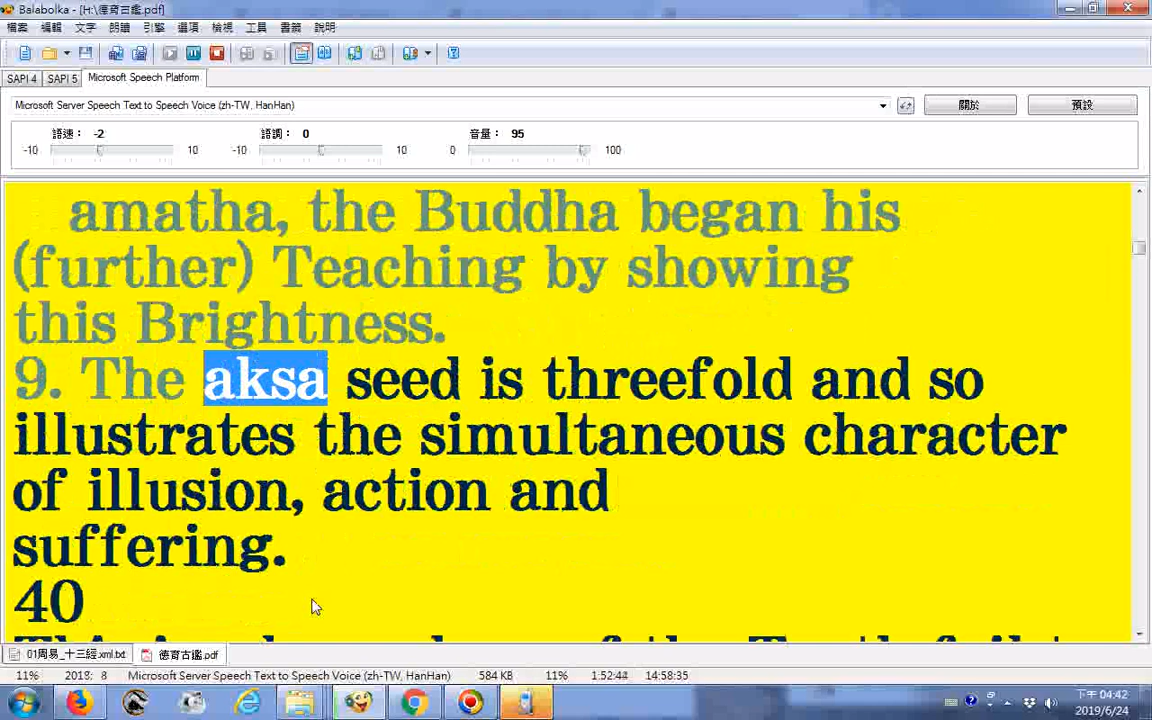 Balabolka - [H:\德育古鑑.pdf]
檔案 編輯 文字 朗讀 引擎 選項 檢視 工具 書籤 說明
SAPI 4 SAPI 5 Microsoft Speech Platform
Microsoft Server Speech Text to Speech Voice (zh-TW, HanHan) 關於 預設
語速: -2 語調: 0 音量: 95
-10 10 -10 10 0 100
amatha, the Buddha began his
(further) Teaching by showing
this Brightness.
9. The aksa seed is threefold and so
illustrates the simultaneous character
of illusion, action and
suffering.
40
01周易_十三經.xml.txt 德育古鑑.pdf
11% 2018: 8 Microsoft Server Speech Text to Speech Voice (zh-TW, HanHan) 584 KB 11% 1:52:44 14:58:35
下午 04:42
2019/6/24